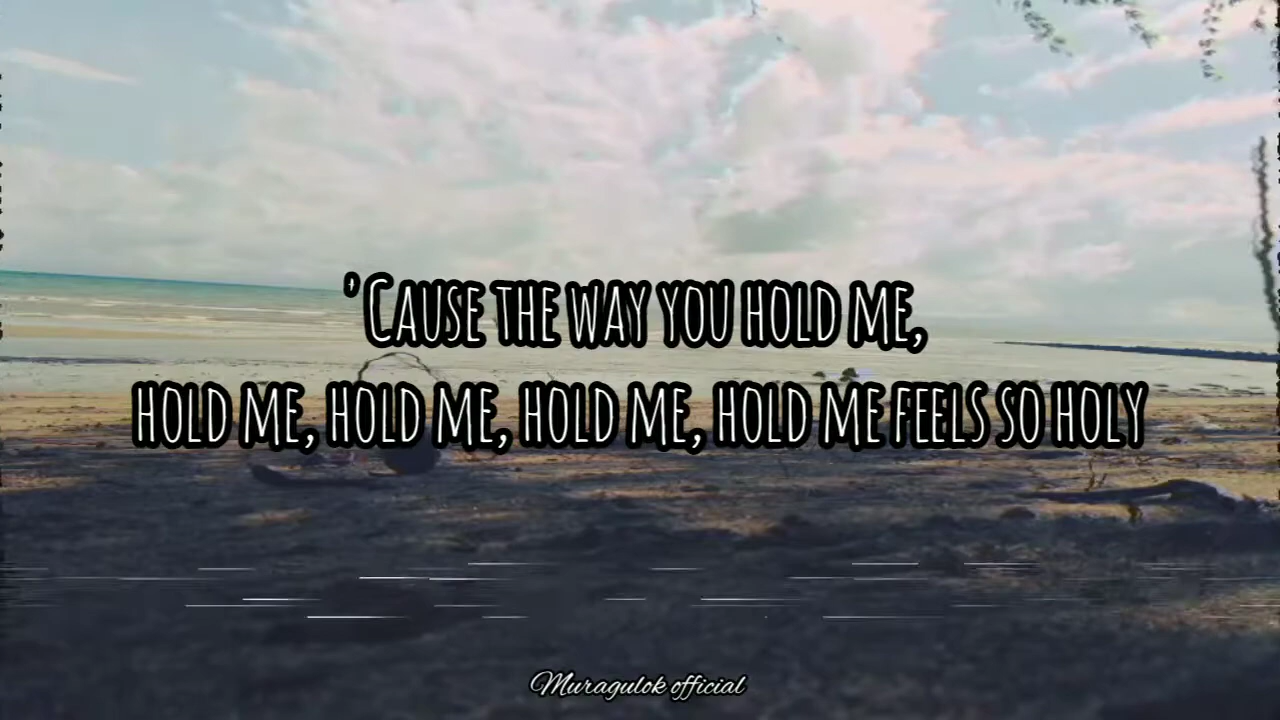 'Cause the way you hold me,
hold me, hold me, hold me, hold me feels so holy
Muragulok official